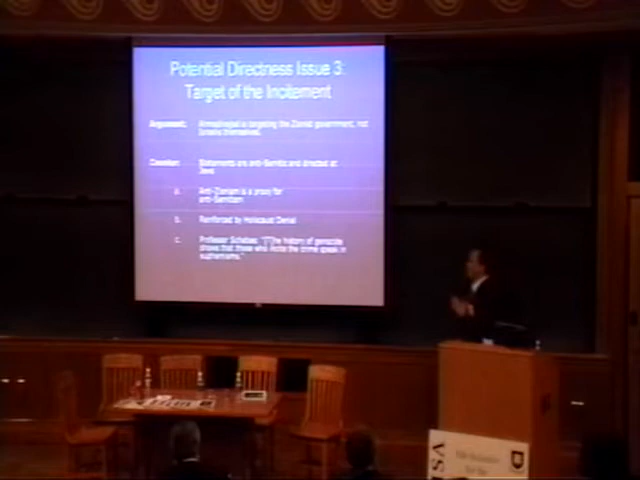 Potential Directness Issue 3:
Target of the Incitement
Argument: Ahmadinejad is targeting the Zionist government, not
Israelis themselves.
Counter: Statements are anti-Semitic and directed at
Jews
a. Anti-Zionism is a proxy for
anti-Semitism
b. Reinforced by Holocaust Denial
c. Professor Schabas: "[T]he history of genocide
shows that those who incite the crime speak in
euphemisms."